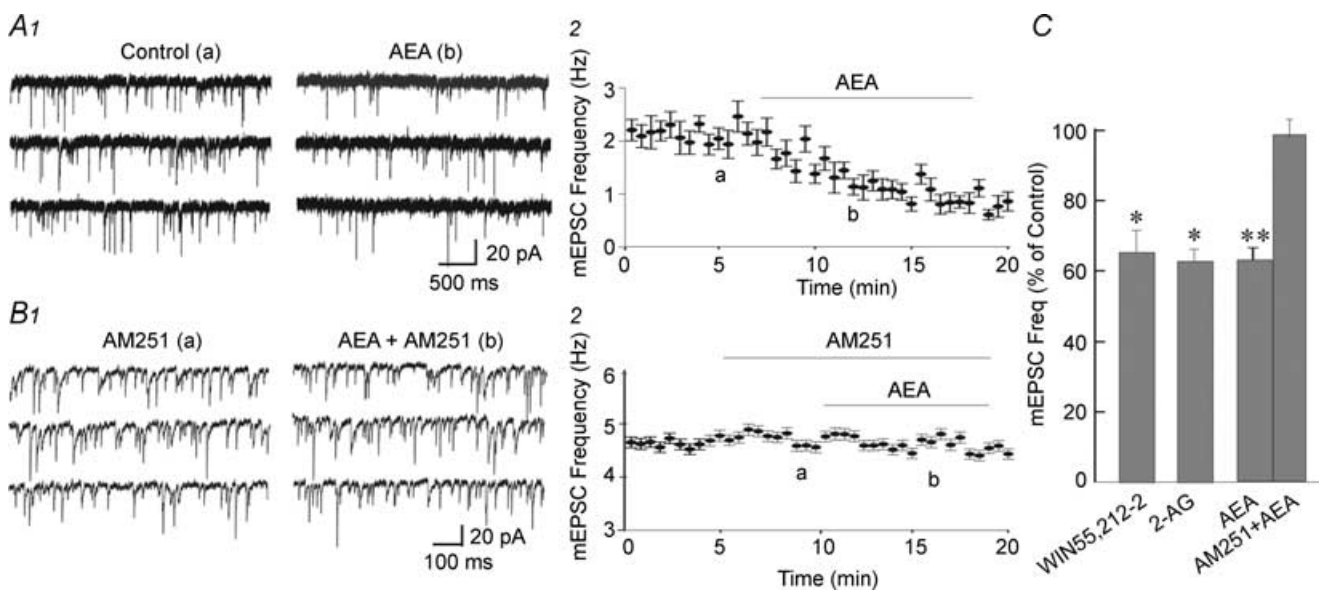 A1
Control (a)
AEA (b)
20 pA
500 ms
2
mEPSC Frequency (Hz)
3
2
1
0
AEA
a
b
0 5 10 15 20
Time (min)
B1
AM251 (a)
AEA + AM251 (b)
20 pA
100 ms
2
mEPSC Frequency (Hz)
6
5
4
3
AM251
AEA
a
b
0 5 10 15 20
Time (min)
C
mEPSC Freq (% of Control)
100
80
60
40
20
0
*
*
**
WIN55,212-2
2-AG
AEA
AM251+AEA